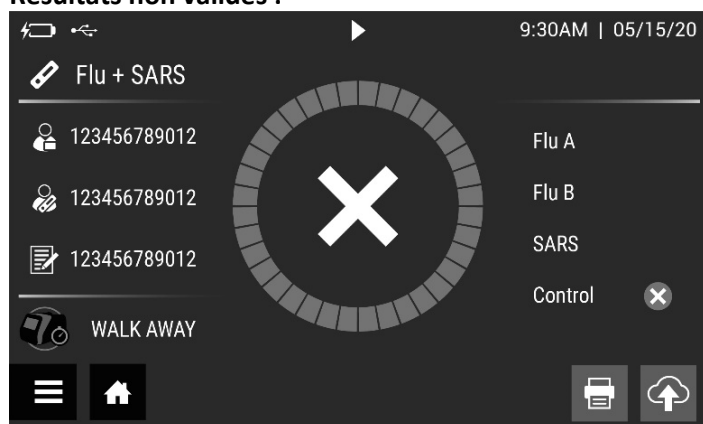 Résultats non valides :
9:30AM | 05/15/20
Flu + SARS
123456789012
123456789012
123456789012
WALK AWAY
Flu A
Flu B
SARS
Control